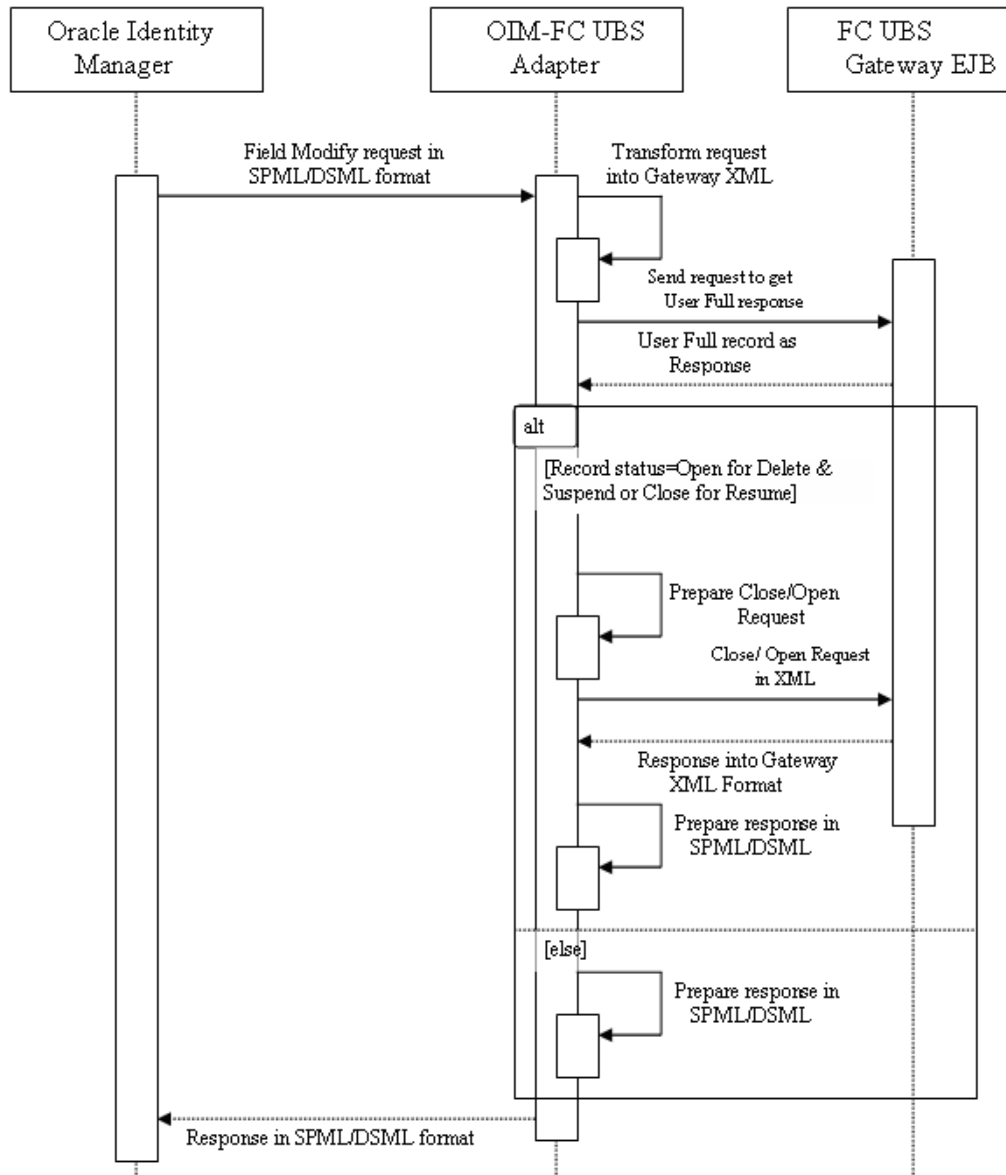 Oracle Identity
Manager
OIM-FC UBS
Adapter
FC UBS
Gateway EJB
Field Modify request in
SPML/DSML format
Transform request
into Gateway XML
Send request to get
User Full response
User Full record as
Response
alt
[Record status=Open for Delete &
Suspend or Close for Resume]
Prepare Close/Open
Request
Close/ Open Request
in XML
Response into Gateway
XML Format
Prepare response in
SPML/DSML
[else]
Prepare response in
SPML/DSML
Response in SPML/DSML format